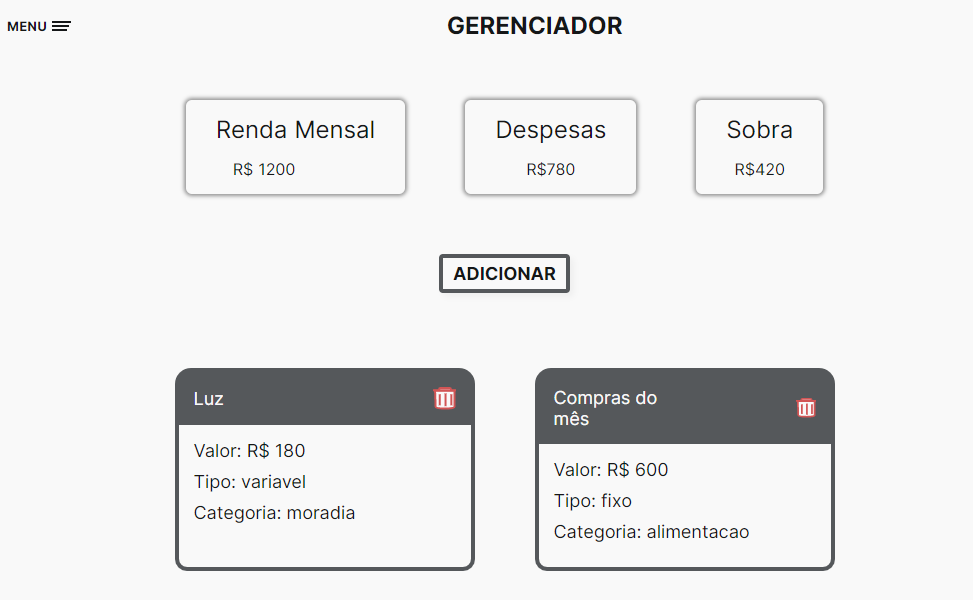 MENU
GERENCIADOR
Renda Mensal
R$ 1200
Despesas
R$780
Sobra
R$420
ADICIONAR
Luz
Valor: R$ 180
Tipo: variavel
Categoria: moradia
Compras do
mês
Valor: R$ 600
Tipo: fixo
Categoria: alimentacao